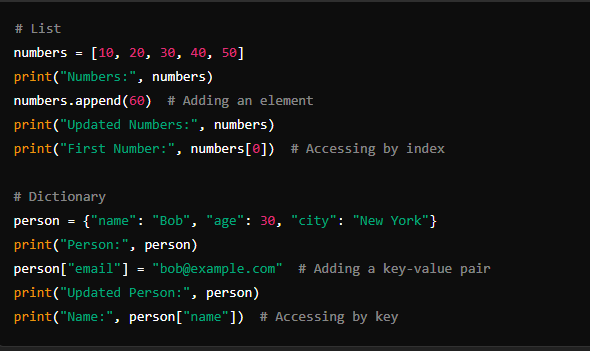 # List
numbers = [10, 20, 30, 40, 50]
print("Numbers:", numbers)
numbers.append(60)  # Adding an element
print("Updated Numbers:", numbers)
print("First Number:", numbers[0])  # Accessing by index

# Dictionary
person = {"name": "Bob", "age": 30, "city": "New York"}
print("Person:", person)
person["email"] = "bob@example.com"  # Adding a key-value pair
print("Updated Person:", person)
print("Name:", person["name"])  # Accessing by key